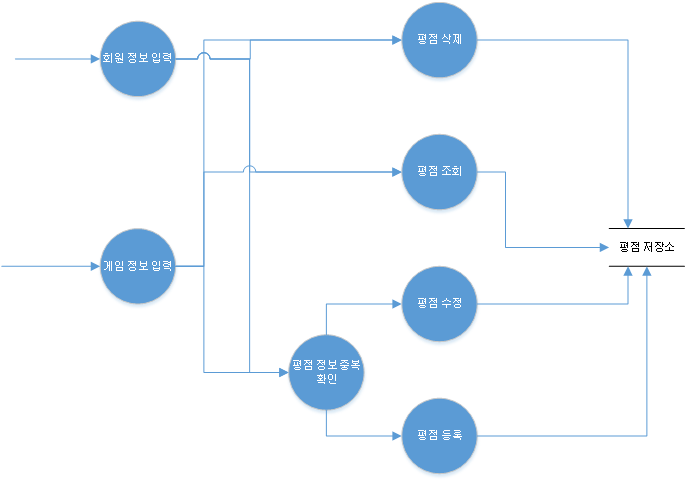 평점 삭제
회원 정보 입력
평점 조회
평점 저장소
게임 정보 입력
평점 수정
평점 정보 중복
확인
평점 등록